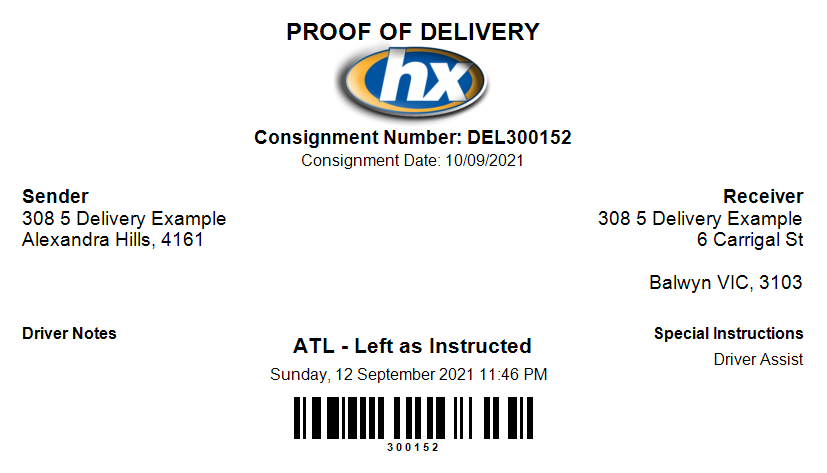 PROOF OF DELIVERY
hx
Consignment Number: DEL300152
Consignment Date: 10/09/2021
Sender
308 5 Delivery Example
Alexandra Hills, 4161
Receiver
308 5 Delivery Example
6 Carrigal St
Balwyn VIC, 3103
Driver Notes
ATL - Left as Instructed
Sunday, 12 September 2021 11:46 PM
300152
Special Instructions
Driver Assist